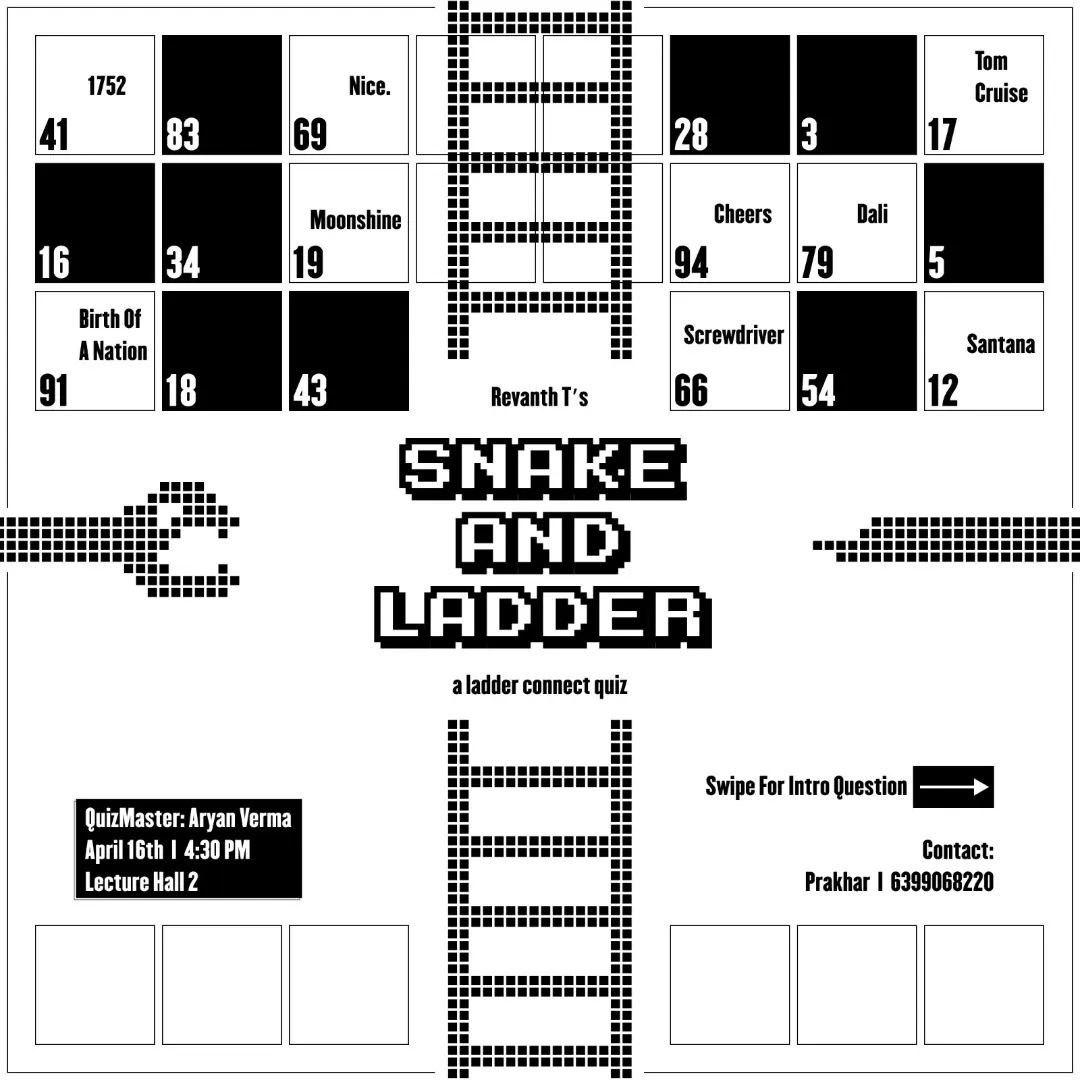 1752
41
83
Nice.
69
28
3
Tom
Cruise
17
16
34
Moonshine
19
Cheers
94
Dali
79
5
Birth Of
A Nation
91
18
43
Screwdriver
66
54
Santana
12
Revanth T's
SNAKE
AND
LADDER
a ladder connect quiz
Swipe For Intro Question
QuizMaster: Aryan Verma
April 16th I 4:30 PM
Lecture Hall 2
Contact:
Prakhar I 6399068220